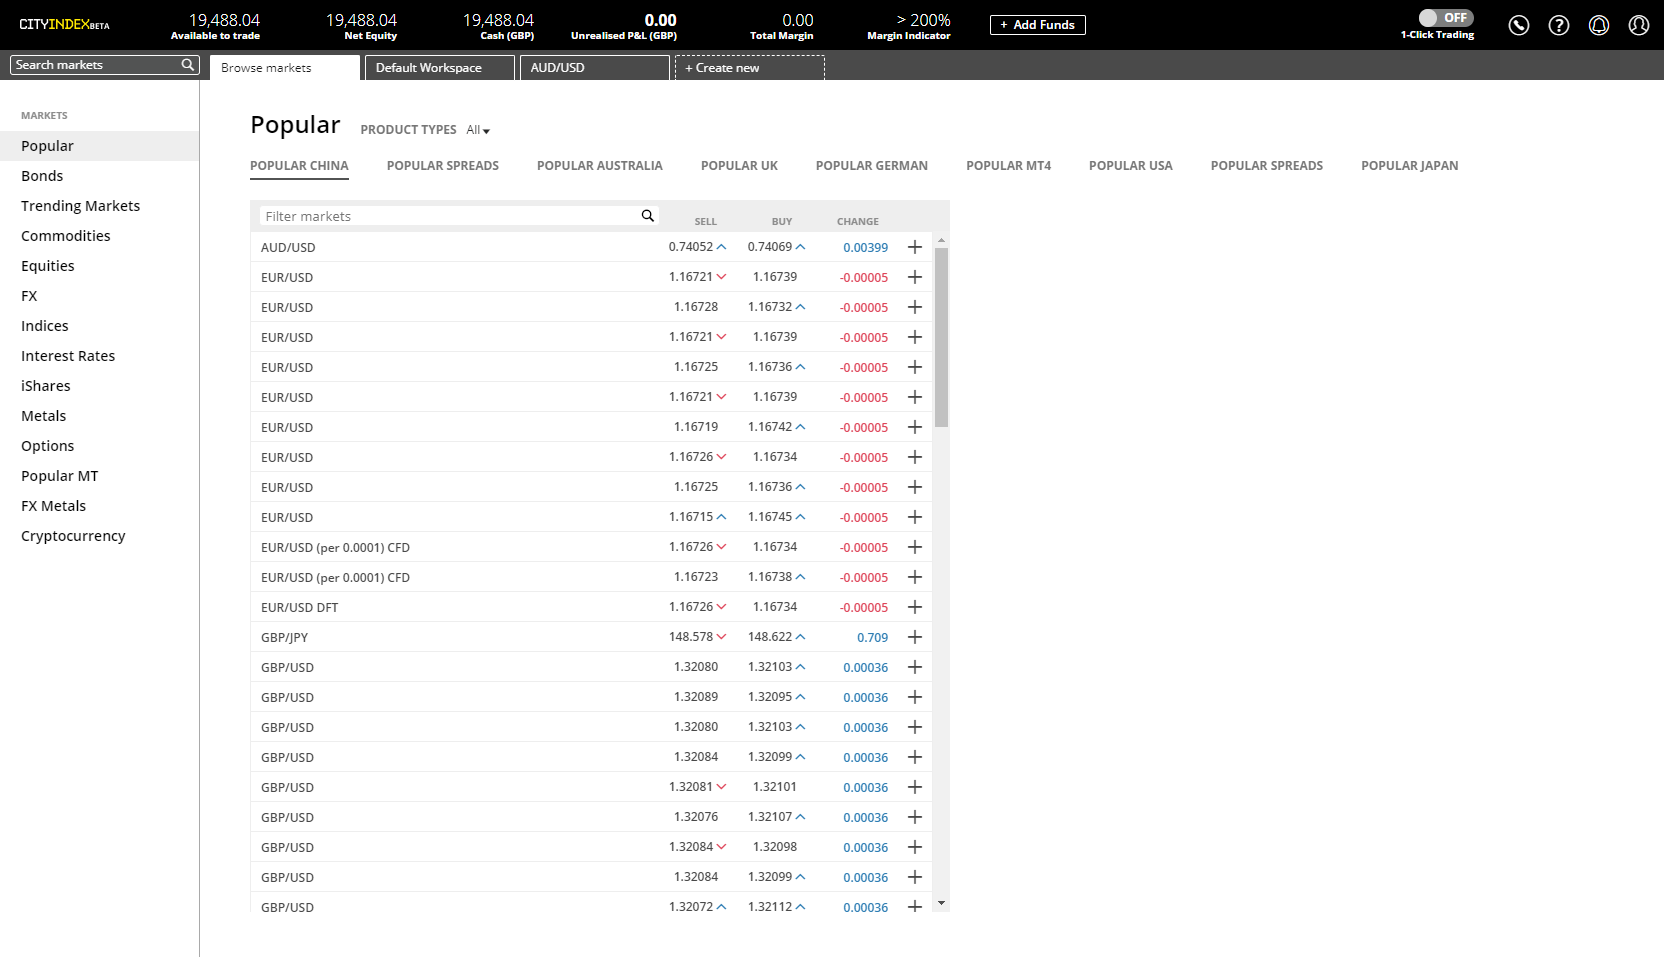 CITYINDEXBETA
19,488.04
Available to trade
19,488.04
Net Equity
19,488.04
Cash (GBP)
0.00
Unrealised P&L (GBP)
0.00
Total Margin
> 200%
Margin Indicator
+ Add Funds
OFF
1-Click Trading
Search markets
Browse markets
Default Workspace
AUD/USD
+ Create new
MARKETS
Popular
Bonds
Trending Markets
Commodities
Equities
FX
Indices
Interest Rates
iShares
Metals
Options
Popular MT
FX Metals
Cryptocurrency
Popular PRODUCT TYPES All
POPULAR CHINA POPULAR SPREADS POPULAR AUSTRALIA POPULAR UK POPULAR GERMAN POPULAR MT4 POPULAR USA POPULAR SPREADS POPULAR JAPAN
Filter markets SELL BUY CHANGE
AUD/USD 0.74052 0.74069 0.00399 +
EUR/USD 1.16721 1.16739 -0.00005 +
EUR/USD 1.16728 1.16732 -0.00005 +
EUR/USD 1.16721 1.16739 -0.00005 +
EUR/USD 1.16725 1.16736 -0.00005 +
EUR/USD 1.16721 1.16739 -0.00005 +
EUR/USD 1.16719 1.16742 -0.00005 +
EUR/USD 1.16726 1.16734 -0.00005 +
EUR/USD 1.16725 1.16736 -0.00005 +
EUR/USD 1.16715 1.16745 -0.00005 +
EUR/USD (per 0.0001) CFD 1.16726 1.16734 -0.00005 +
EUR/USD (per 0.0001) CFD 1.16723 1.16738 -0.00005 +
EUR/USD DFT 1.16726 1.16734 -0.00005 +
GBP/JPY 148.578 148.622 0.709 +
GBP/USD 1.32080 1.32103 0.00036 +
GBP/USD 1.32089 1.32095 0.00036 +
GBP/USD 1.32080 1.32103 0.00036 +
GBP/USD 1.32084 1.32099 0.00036 +
GBP/USD 1.32081 1.32101 0.00036 +
GBP/USD 1.32076 1.32107 0.00036 +
GBP/USD 1.32084 1.32098 0.00036 +
GBP/USD 1.32084 1.32099 0.00036 +
GBP/USD 1.32072 1.32112 0.00036 +